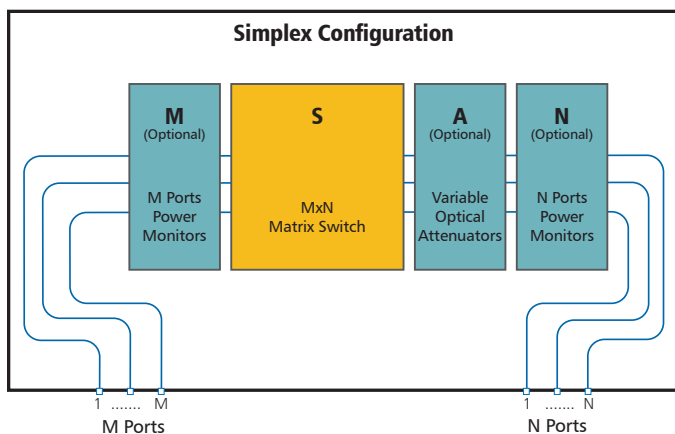 Simplex Configuration
M
(Optional)
M Ports
Power
Monitors
S
MxN
Matrix Switch
A
(Optional)
Variable
Optical
Attenuators
N
(Optional)
N Ports
Power
Monitors
1 ....... M
M Ports
1 ....... N
N Ports